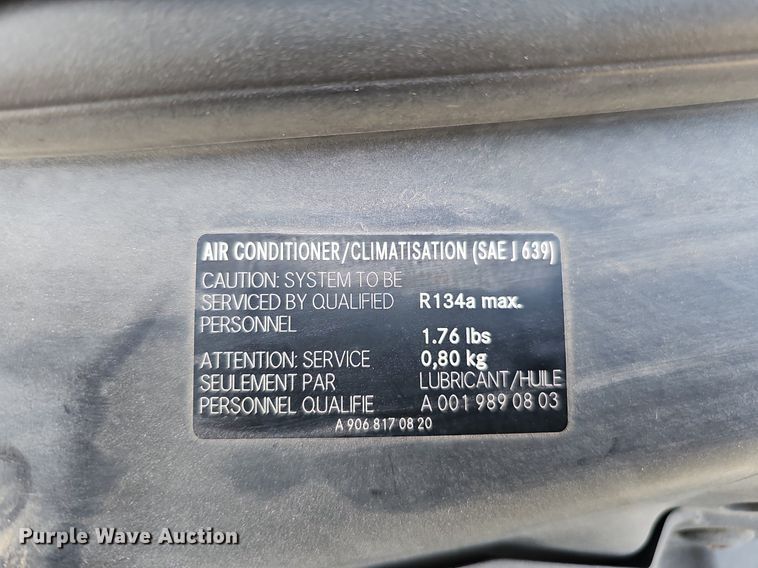 AIR CONDITIONER/CLIMATISATION (SAE J 639)
CAUTION: SYSTEM TO BE
SERVICED BY QUALIFIED R134a max.
PERSONNEL 1.76 lbs
ATTENTION: SERVICE 0,80 kg
SEULEMENT PAR LUBRICANT/HUILE
PERSONNEL QUALIFIE A 001 989 08 03
A 906 817 08 20
Purple Wave Auction